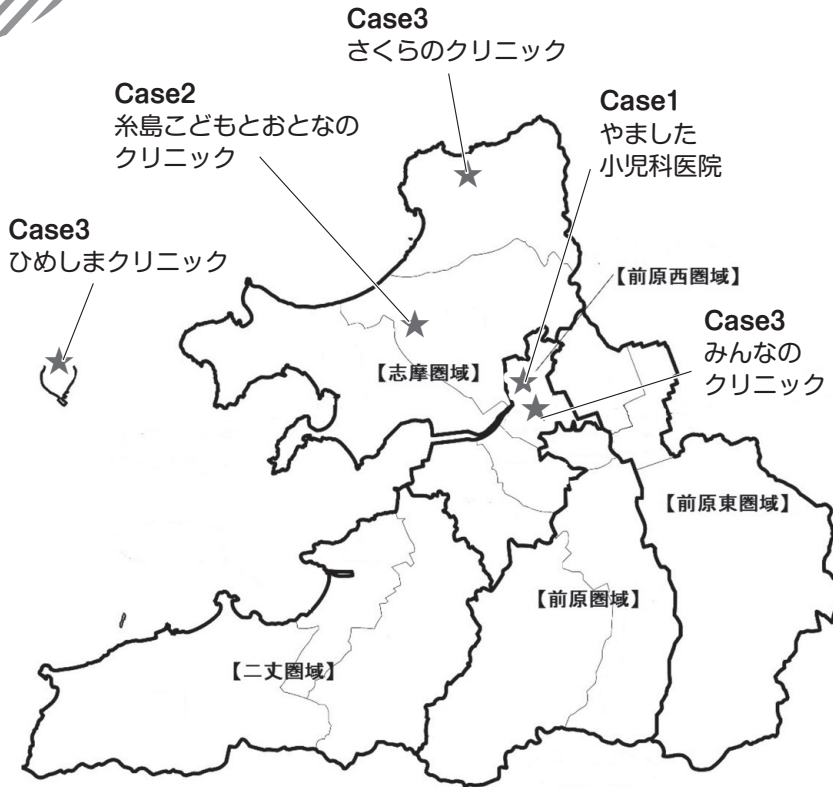 Case3
さくらのクリニック
Case2
糸島こどもとおとなの
クリニック
Case1
やました
小児科医院
Case3
ひめしまクリニック
【前原西圏域】
Case3
みんなの
クリニック
【志摩圏域】
【前原東圏域】
【前原圏域】
【二丈圏域】